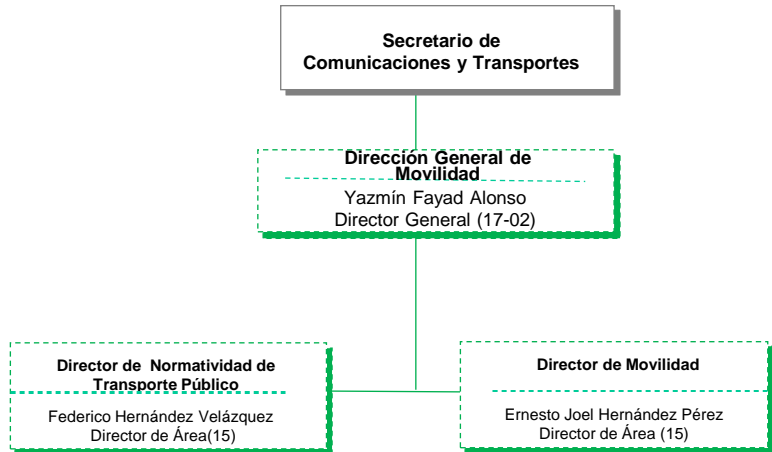 Secretario de
Comunicaciones y Transportes
Dirección General de
Movilidad
Yazmín Fayad Alonso
Director General (17-02)
Director de Normatividad de
Transporte Público
Federico Hernández Velázquez
Director de Área(15)
Director de Movilidad
Ernesto Joel Hernández Pérez
Director de Área (15)